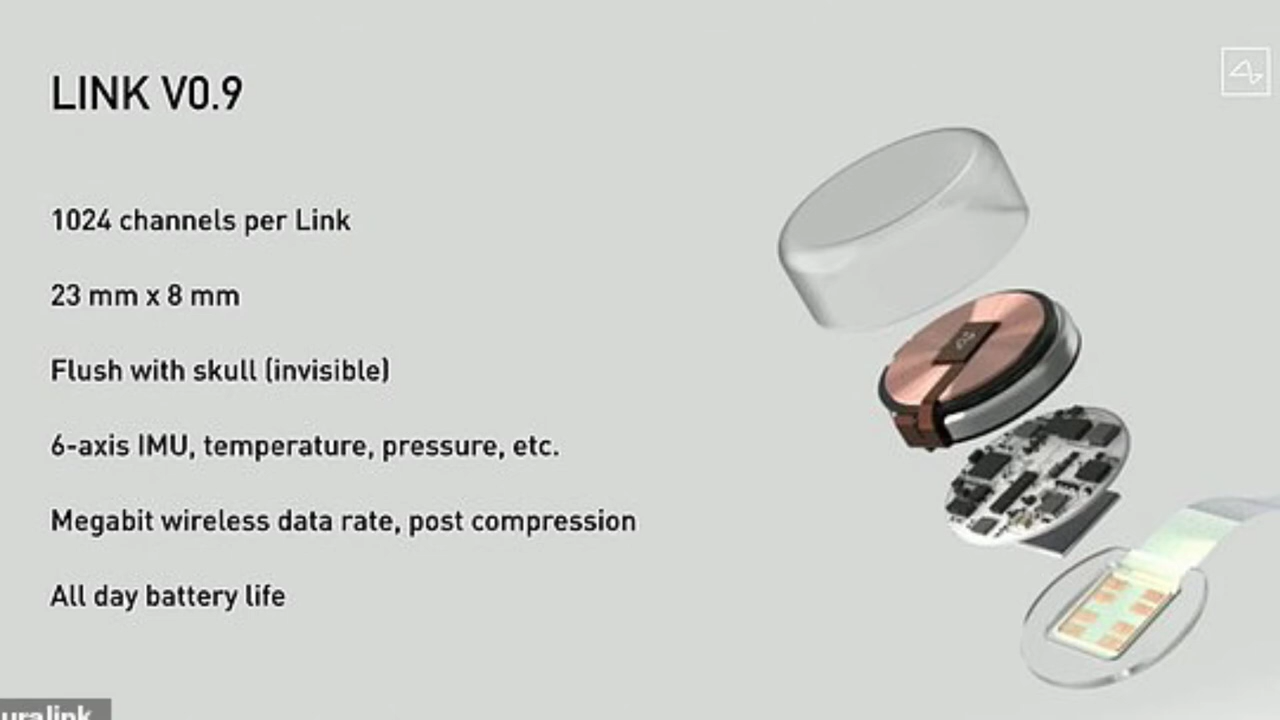 LINK V0.9
1024 channels per Link
23 mm x 8 mm
Flush with skull (invisible)
6-axis IMU, temperature, pressure, etc.
Megabit wireless data rate, post compression
All day battery life
uralink